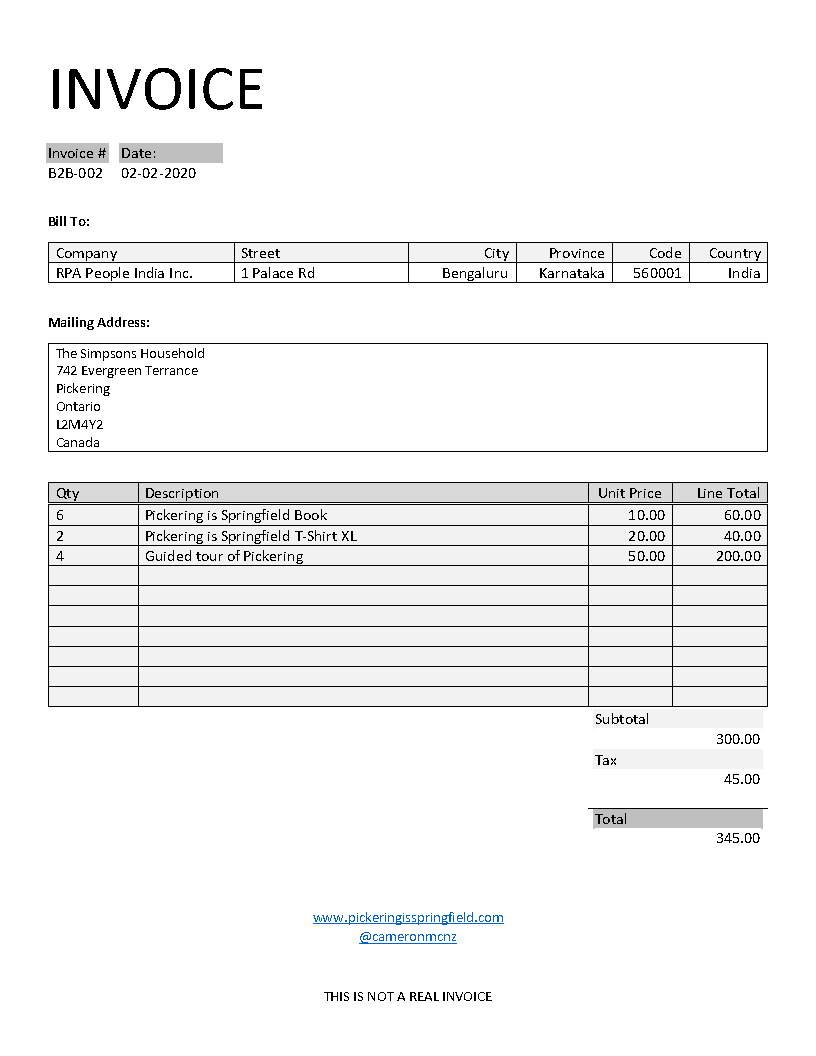 INVOICE
Invoice # Date:
B2B-002 02-02-2020
Bill To:
Company Street City Province Code Country
RPA People India Inc. 1 Palace Rd Bengaluru Karnataka 560001 India
Mailing Address:
The Simpsons Household
742 Evergreen Terrance
Pickering
Ontario
L2M4Y2
Canada
Qty Description Unit Price Line Total
6 Pickering is Springfield Book 10.00 60.00
2 Pickering is Springfield T-Shirt XL 20.00 40.00
4 Guided tour of Pickering 50.00 200.00
Subtotal
300.00
Tax
45.00
Total
345.00
www.pickeringisspringfield.com
@cameronmcnz
THIS IS NOT A REAL INVOICE